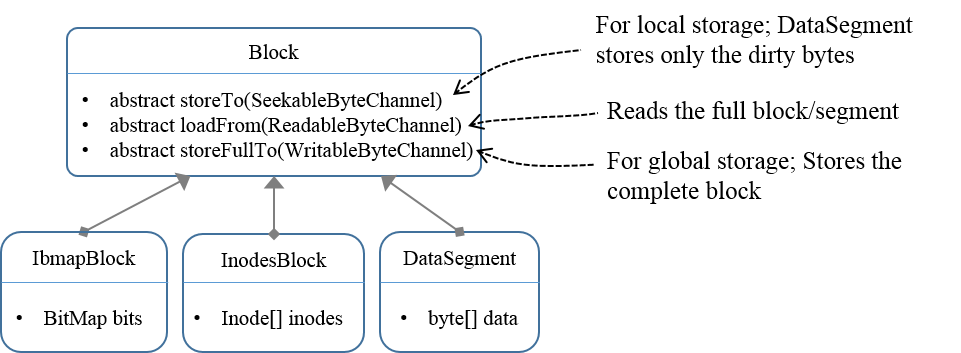 Block
• abstract storeTo(SeekableByteChannel)
• abstract loadFrom(ReadableByteChannel)
• abstract storeFullTo(WritableByteChannel)
For local storage; DataSegment
stores only the dirty bytes
Reads the full block/segment
For global storage; Stores the
complete block
IbmapBlock
• BitMap bits
InodesBlock
• Inode[] inodes
DataSegment
• byte[] data